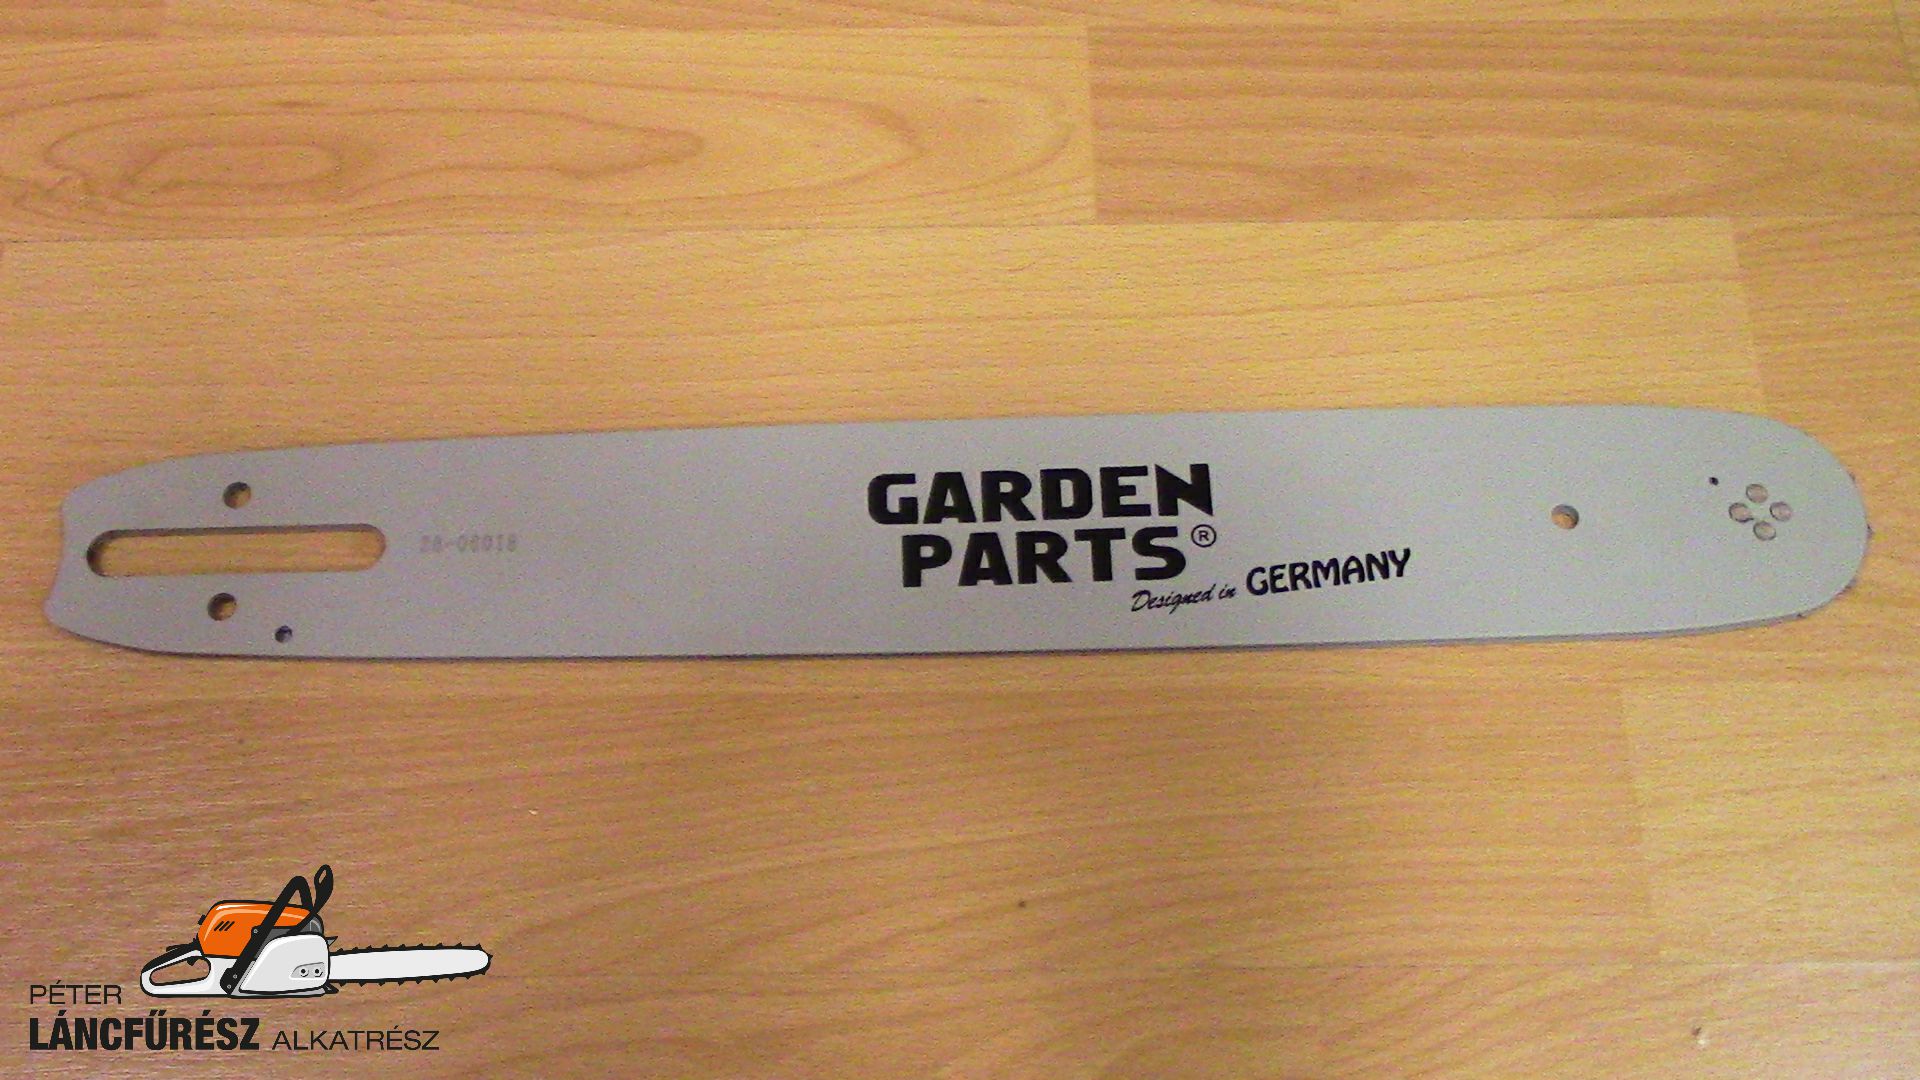 GARDEN
PARTS®
Designed in GERMANY
PÉTER
LÁNCFŰRÉSZ ALKATRÉSZ